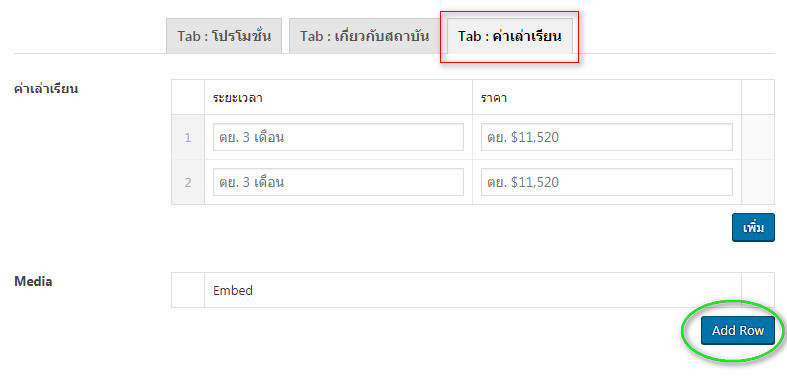 Tab : โปรโมชั่น Tab : เกี่ยวกับสถาบัน Tab : ค่าเล่าเรียน
ค่าเล่าเรียน
ระยะเวลา ราคา
1 ตย. 3 เดือน ตย. $11,520
2 ตย. 3 เดือน ตย. $11,520
เพิ่ม
Media
Embed
Add Row